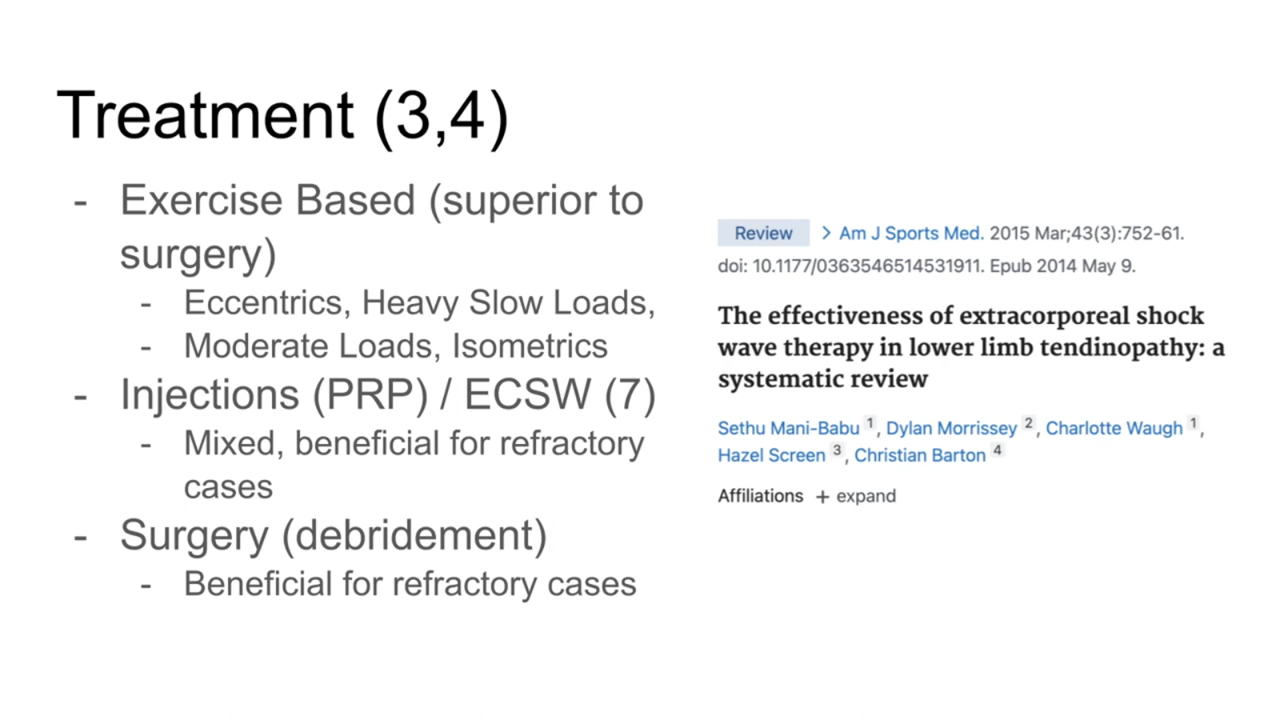 Treatment (3,4)
- Exercise Based (superior to
surgery)
- Eccentrics, Heavy Slow Loads,
- Moderate Loads, Isometrics
- Injections (PRP) / ECSW (7)
- Mixed, beneficial for refractory
cases
- Surgery (debridement)
- Beneficial for refractory cases
Review > Am J Sports Med. 2015 Mar;43(3):752-61.
doi: 10.1177/0363546514531911. Epub 2014 May 9.
The effectiveness of extracorporeal shock
wave therapy in lower limb tendinopathy: a
systematic review
Sethu Mani-Babu 1, Dylan Morrissey 2, Charlotte Waugh 1,
Hazel Screen 3, Christian Barton 4
Affiliations + expand